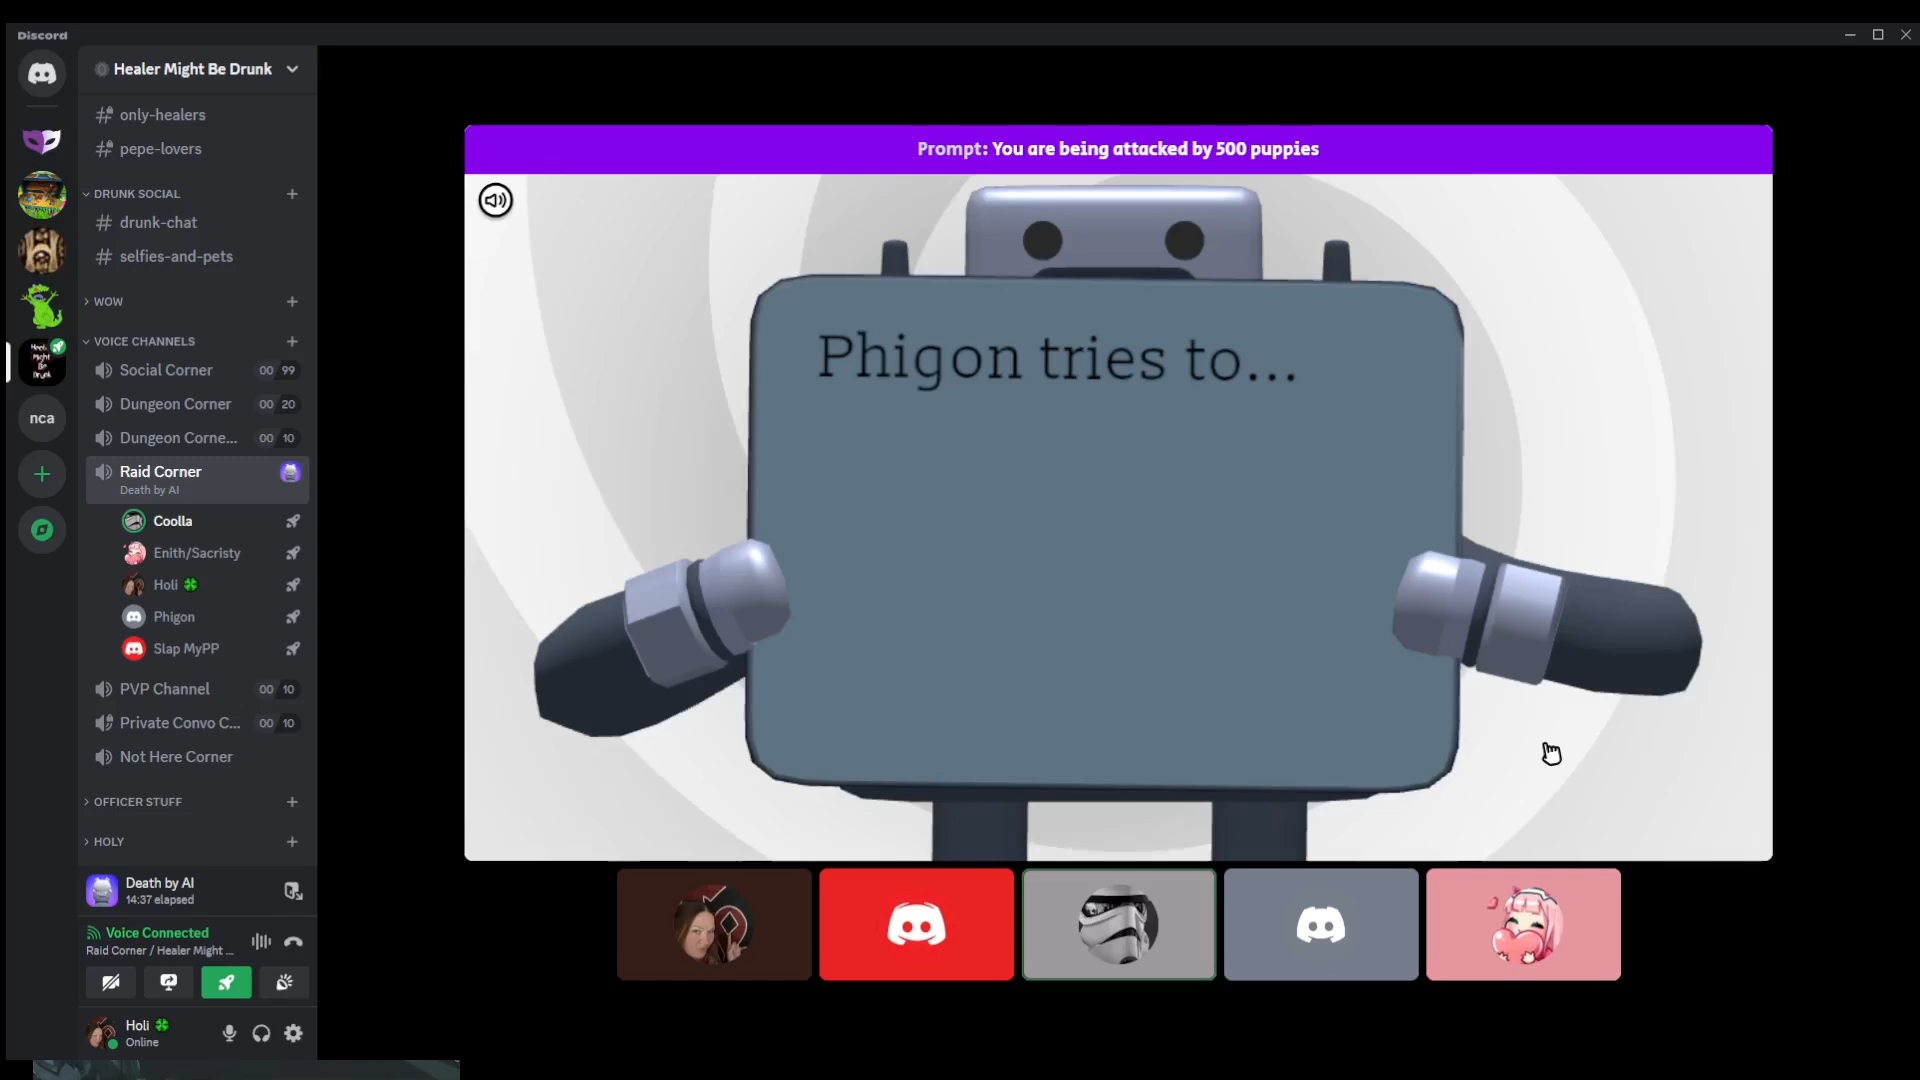 Discord
Healer Might Be Drunk
only-healers
pepe-lovers
DRUNK SOCIAL
drunk-chat
selfies-and-pets
WOW
VOICE CHANNELS
Social Corner 00 99
Dungeon Corner 00 20
Dungeon Corne... 00 10
Raid Corner
Death by AI
Coolla
Enith/Sacristy
Holi
Phigon
Slap MyPP
PVP Channel 00 10
Private Convo C... 00 10
Not Here Corner
OFFICER STUFF
HOLY
Death by AI
14:37 elapsed
Voice Connected
Raid Corner / Healer Might ...
Holi
Online
nca
Might
Be
Drunk
Prompt: You are being attacked by 500 puppies
Phigon tries to...